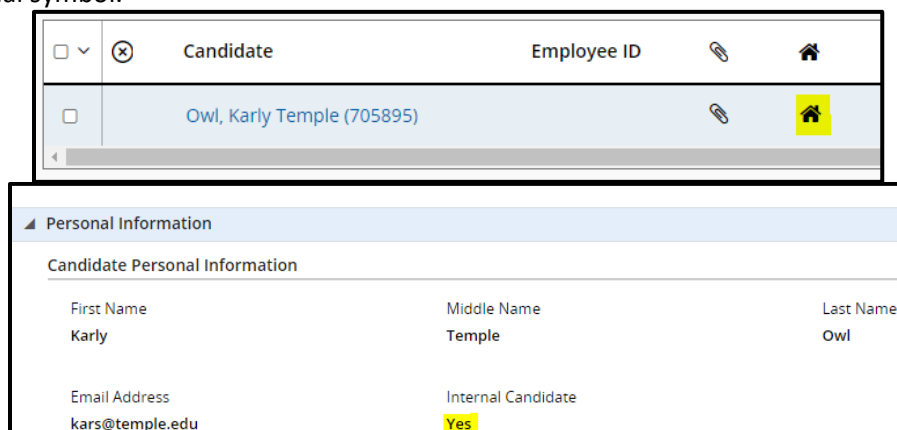 symbol.
Candidate Employee ID
Owl, Karly Temple (705895)
Personal Information
Candidate Personal Information
First Name Middle Name Last Name
Karly Temple Owl
Email Address Internal Candidate
kars@temple.edu Yes